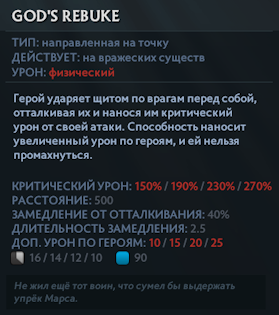 GOD'S REBUKE
ТИП: направленная на точку
ДЕЙСТВУЕТ: на вражеских существ
УРОН: физический
Герой ударяет щитом по врагам перед собой,
отталкивая их и нанося им критический
урон от своей атаки. Способность наносит
увеличенный урон по героям, и ей нельзя
промахнуться.
КРИТИЧЕСКИЙ УРОН: 150% / 190% / 230% / 270%
РАССТОЯНИЕ: 500
ЗАМЕДЛЕНИЕ ОТ ОТТАЛКИВАНИЯ: 40%
ДЛИТЕЛЬНОСТЬ ЗАМЕДЛЕНИЯ: 2.5
ДОП. УРОН ПО ГЕРОЯМ: 10 / 15 / 20 / 25
16 / 14 / 12 / 10 90
Не жил ещё тот воин, что сумел бы выдержать
упрёк Марса.